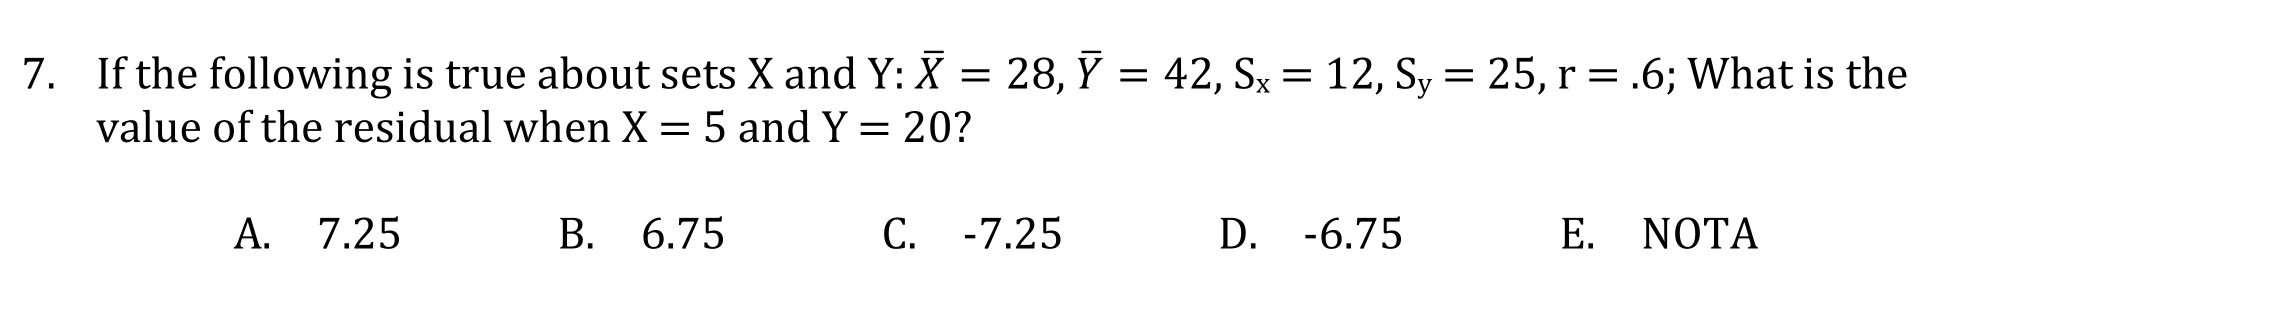 7. If the following is true about sets X and Y: X̅ = 28, Y̅ = 42, Sₓ = 12, Sᵧ = 25, r = .6; What is the
value of the residual when X = 5 and Y = 20?
A. 7.25 B. 6.75 C. -7.25 D. -6.75 E. NOTA